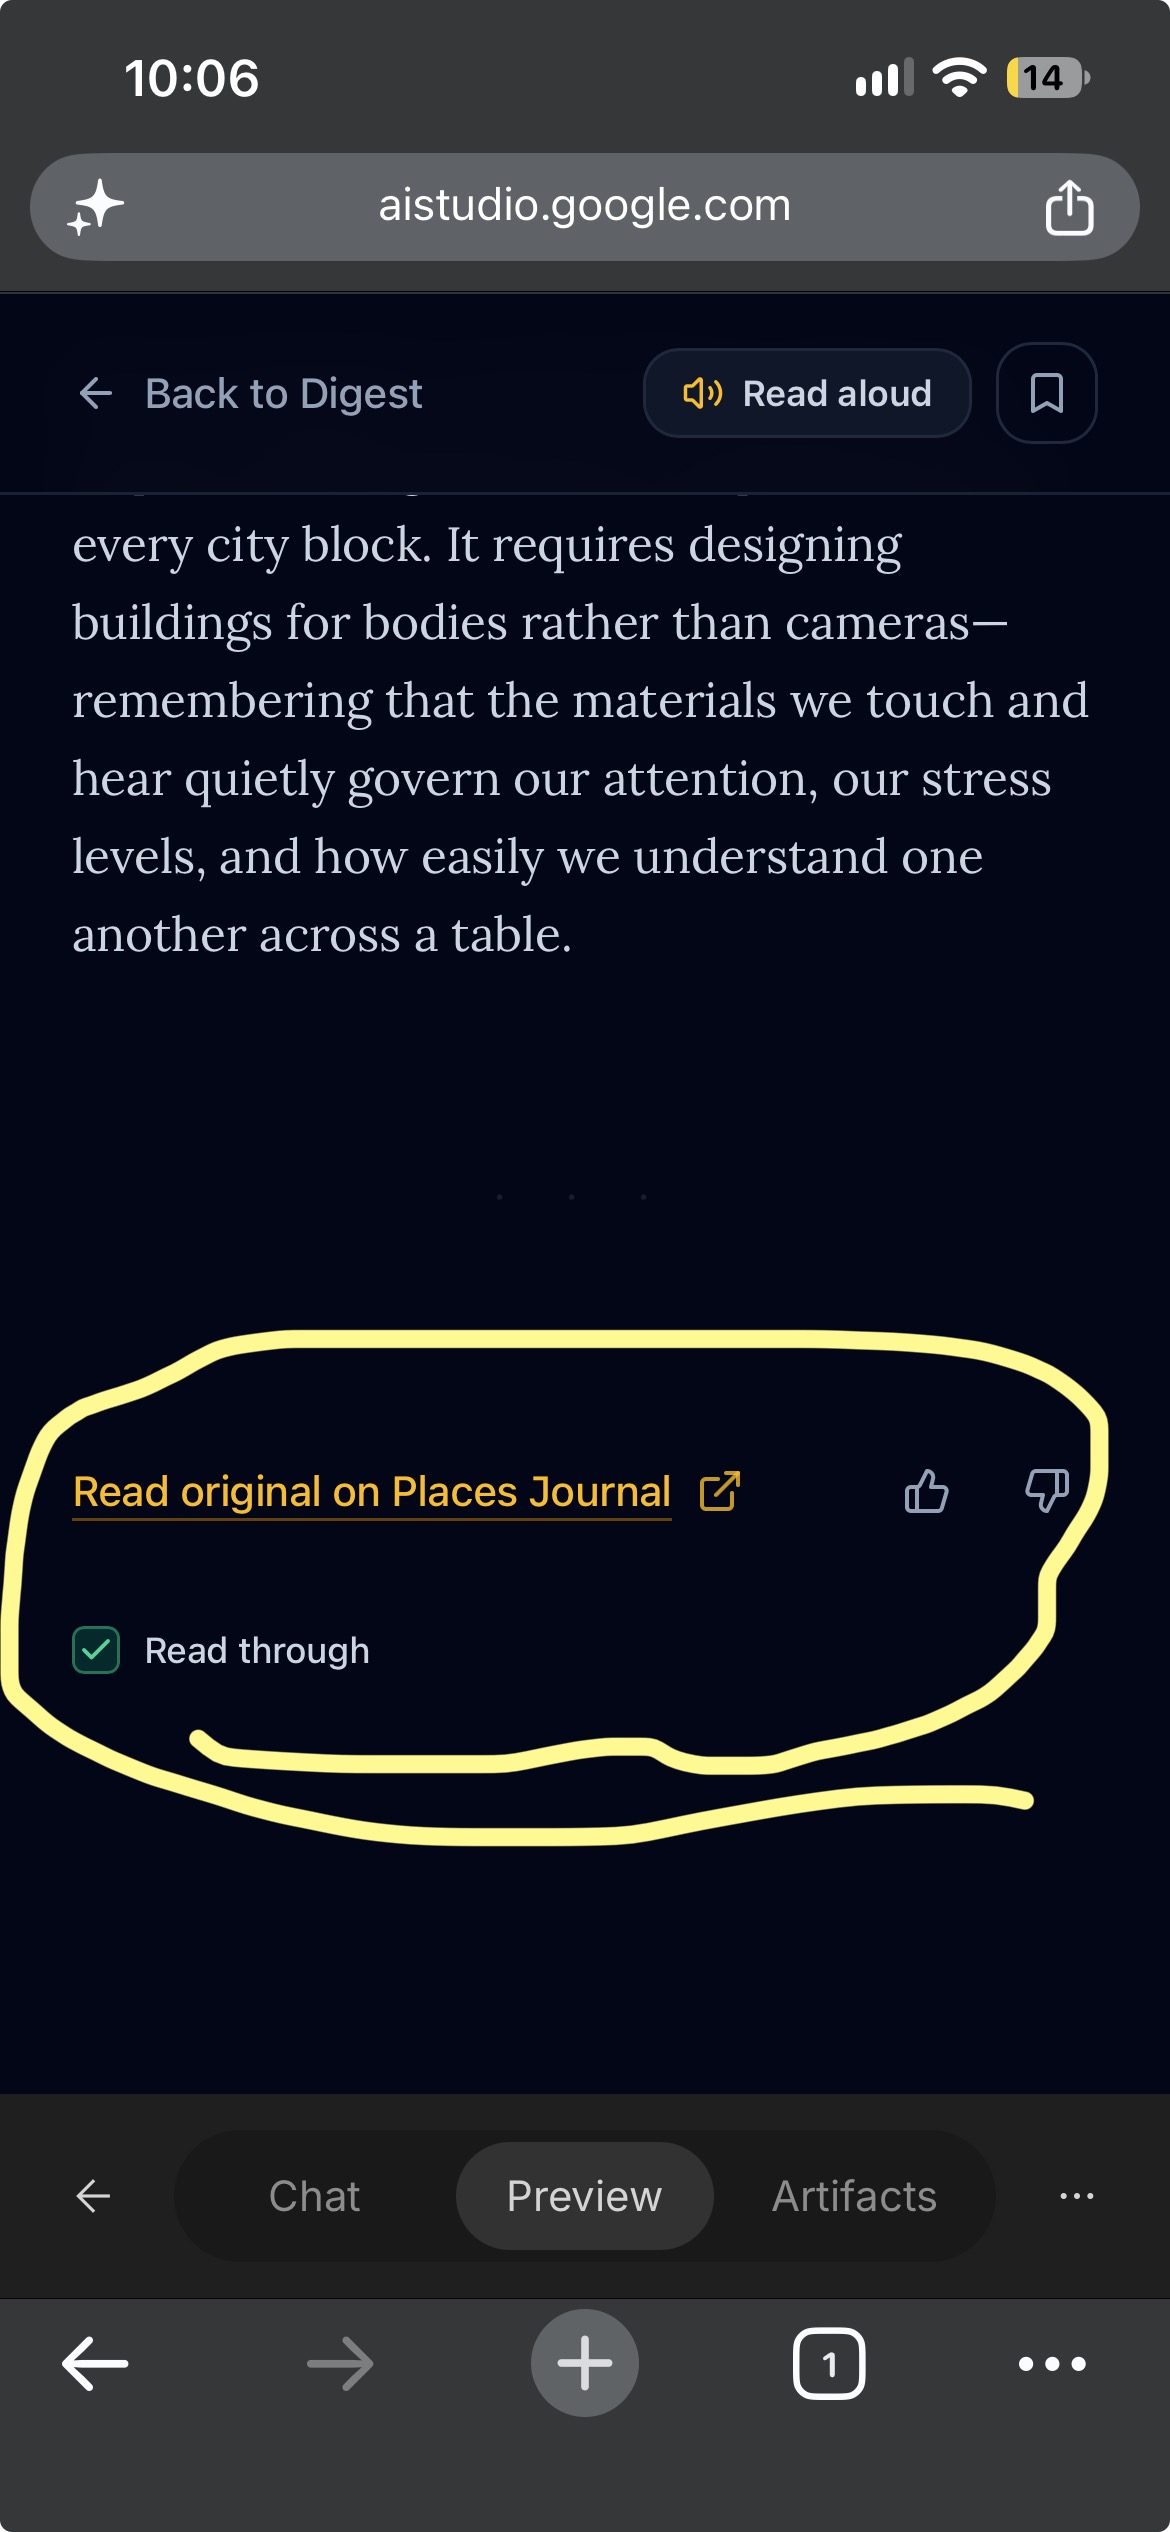 10:06
14
aistudio.google.com
Back to Digest
Read aloud
every city block. It requires designing
buildings for bodies rather than cameras—
remembering that the materials we touch and
hear quietly govern our attention, our stress
levels, and how easily we understand one
another across a table.
. . .
Read original on Places Journal
Read through
Chat
Preview
Artifacts
1